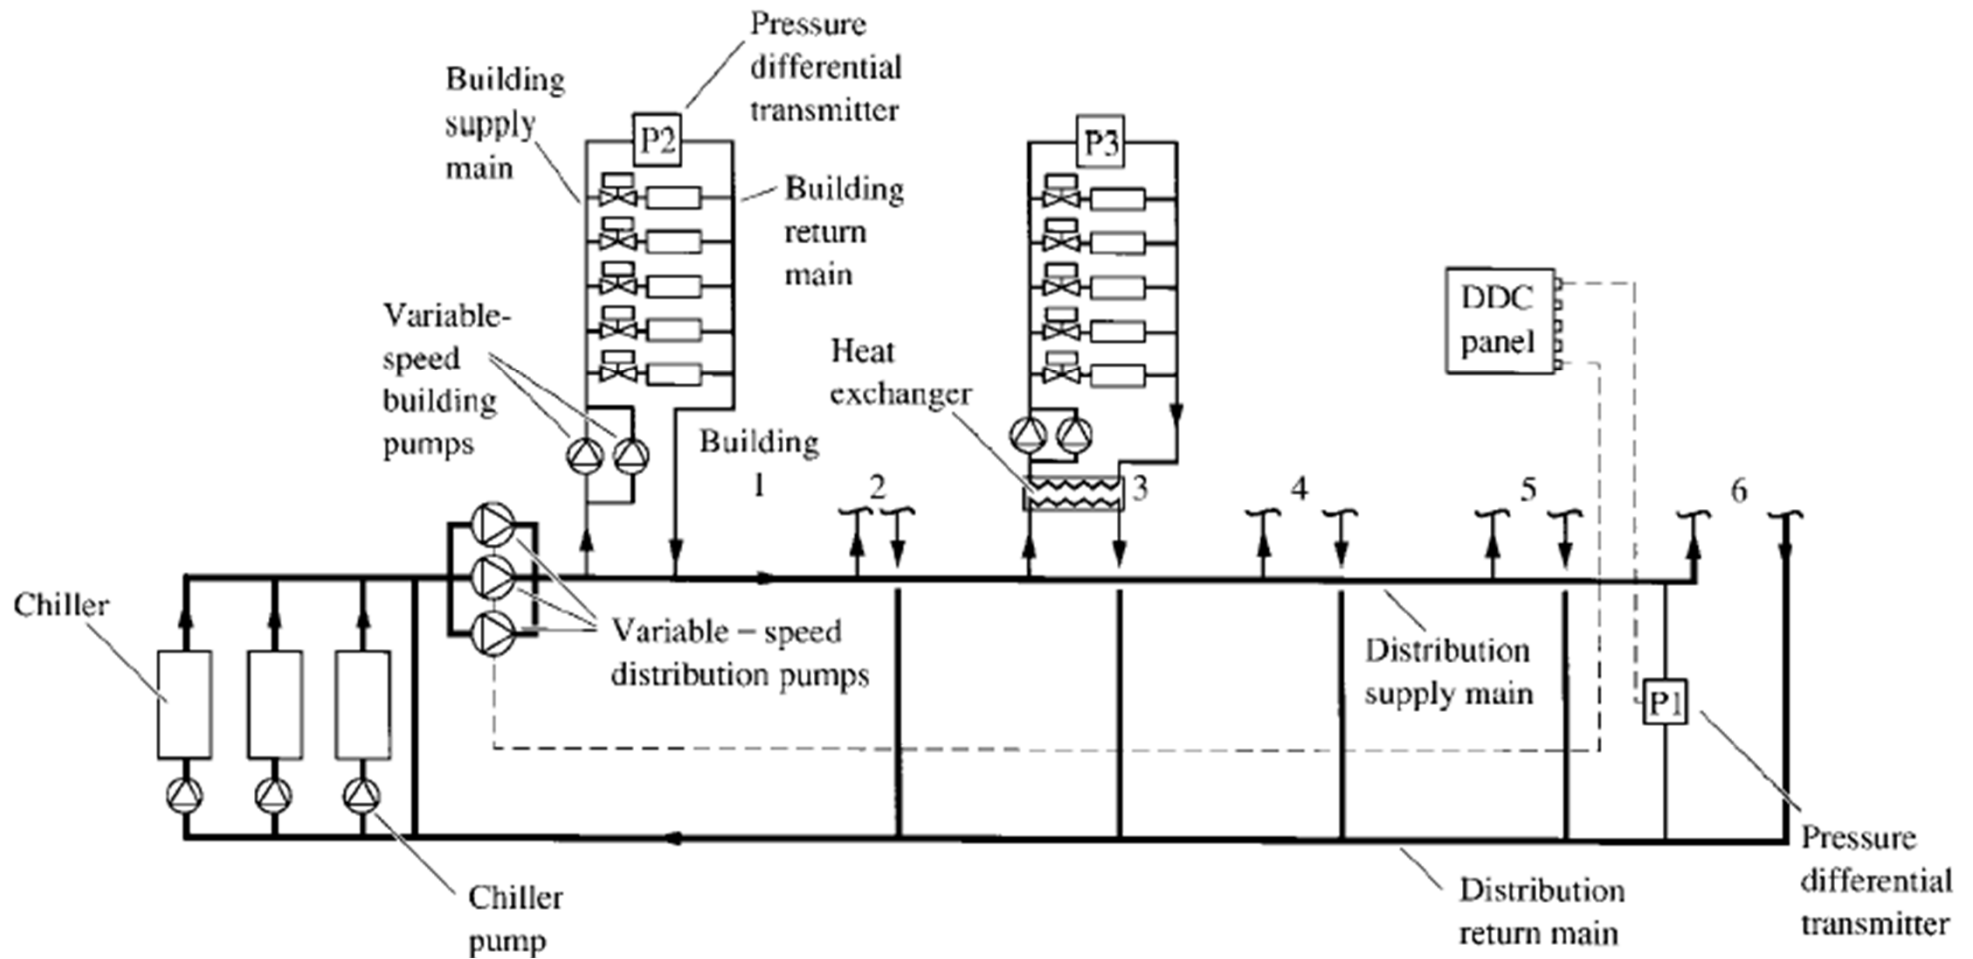 Pressure
differential
transmitter
Building
supply
main
P2
P3
Building
return
main
Variable-
speed
building
pumps
Heat
exchanger
DDC
panel
Building
1
2
3
4
5
6
Chiller
Variable – speed
distribution pumps
Distribution
supply main
P1
Chiller
pump
Distribution
return main
Pressure
differential
transmitter